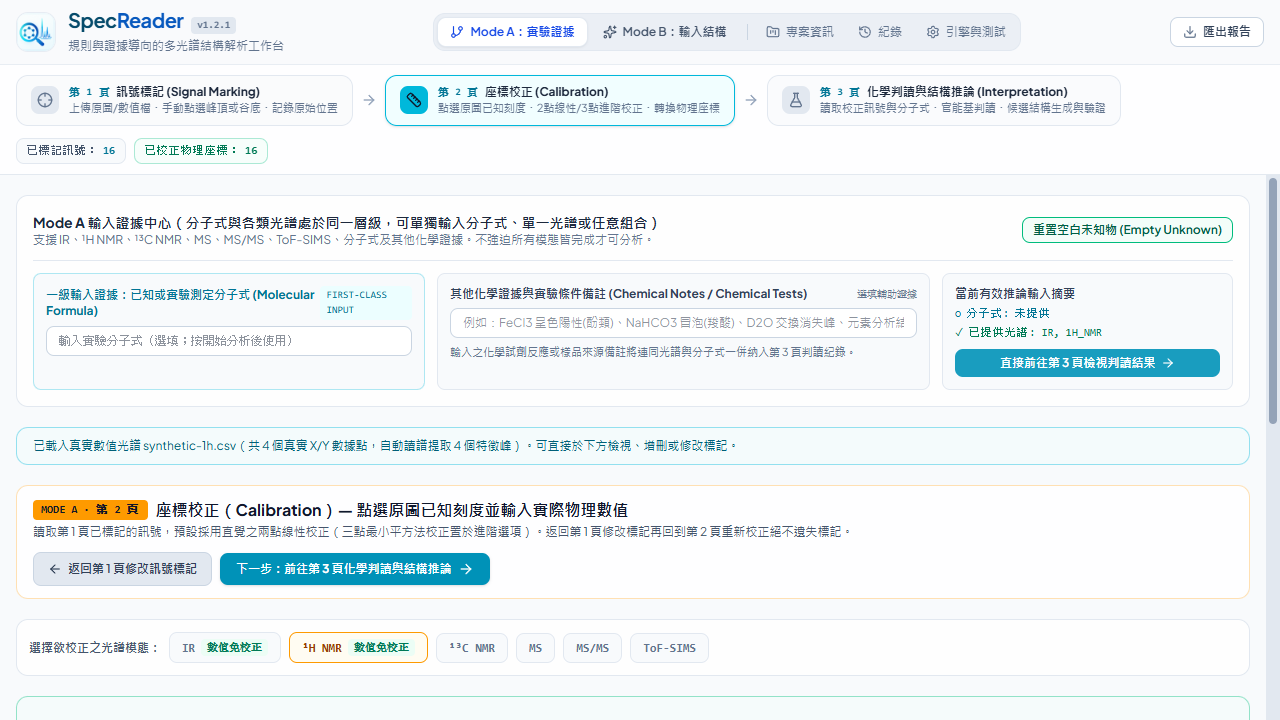 SpecReader v1.2.1
規則與證據導向的多光譜結構解析工作台
Mode A：實驗證據
Mode B：輸入結構
專案資訊
紀錄
引擎與測試
匯出報告
第 1 頁 訊號標記 (Signal Marking)
上傳原圖/數值檔 · 手動點選峰頂或谷底 · 記錄原始位置
第 2 頁 座標校正 (Calibration)
點選原圖已知刻度 · 2點線性/3點進階校正 · 轉換物理座標
第 3 頁 化學判讀與結構推論 (Interpretation)
讀取校正訊號與分子式 · 官能基判讀 · 候選結構生成與驗證
已標記訊號： 16
已校正物理座標： 16
Mode A 輸入證據中心（分子式與各類光譜處於同一層級，可單獨輸入分子式、單一光譜或任意組合）
支援 IR、¹H NMR、¹³C NMR、MS、MS/MS、ToF-SIMS、分子式及其他化學證據。不強迫所有模態皆完成才可分析。
重置空白未知物 (Empty Unknown)
一級輸入證據：已知或實驗測定分子式 (Molecular
Formula)
FIRST-CLASS
INPUT
輸入實驗分子式（選填；按開始分析後使用）
其他化學證據與實驗條件備註 (Chemical Notes / Chemical Tests)
選填輔助證據
例如：FeCl3 呈色陽性(酚類)、NaHCO3 冒泡(羧酸)、D2O 交換消失峰、元素分析結
輸入之化學試劑反應或樣品來源備註將連同光譜與分子式一併納入第 3 頁判讀紀錄。
當前有效推論輸入摘要
○ 分子式： 未提供
✓ 已提供光譜： IR, 1H_NMR
直接前往第 3 頁檢視判讀結果 →
已載入真實數值光譜 synthetic-1h.csv（共 4 個真實 X/Y 數據點，自動讀譜提取 4 個特徵峰）。可直接於下方檢視、增刪或修改標記。
MODE A · 第 2 頁 座標校正（Calibration）— 點選原圖已知刻度並輸入實際物理數值
讀取第 1 頁已標記的訊號，預設採用直覺之兩點線性校正（三點最小平方法校正置於進階選項）。返回第 1 頁修改標記再回到第 2 頁重新校正絕不遺失標記。
← 返回第 1 頁修改訊號標記
下一步：前往第 3 頁化學判讀與結構推論 →
選擇欲校正之光譜模態：
IR 數值免校正
¹H NMR 數值免校正
¹³C NMR
MS
MS/MS
ToF-SIMS